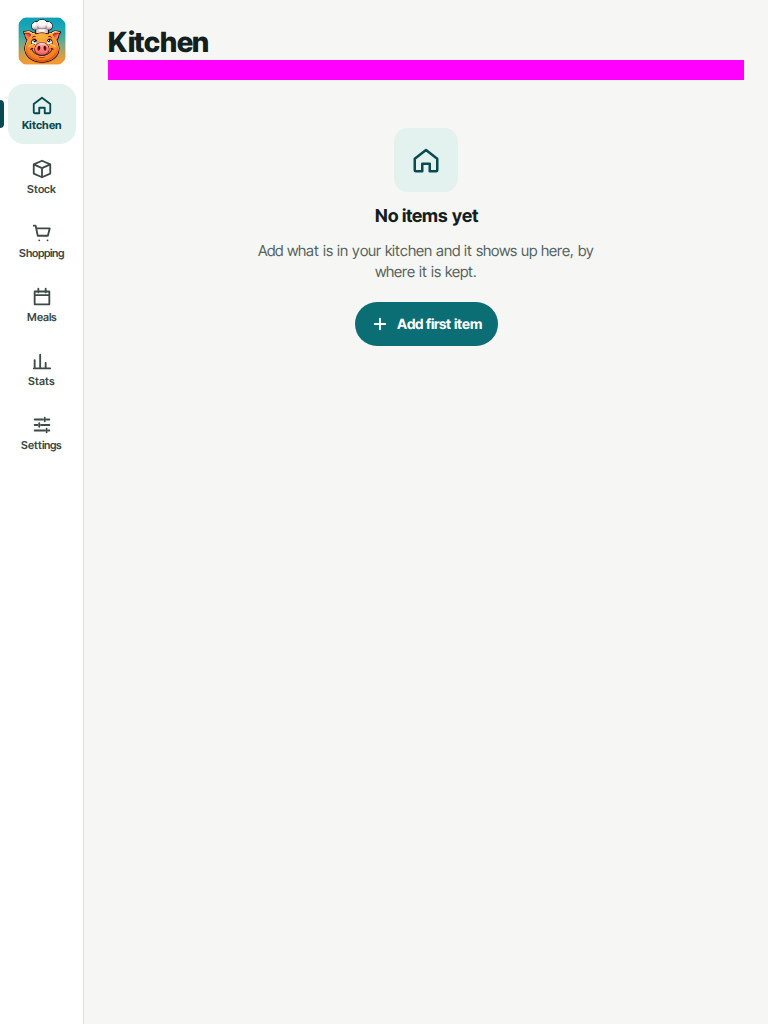 Kitchen
Kitchen
Stock
Shopping
Meals
Stats
Settings
No items yet
Add what is in your kitchen and it shows up here, by
where it is kept.
Add first item